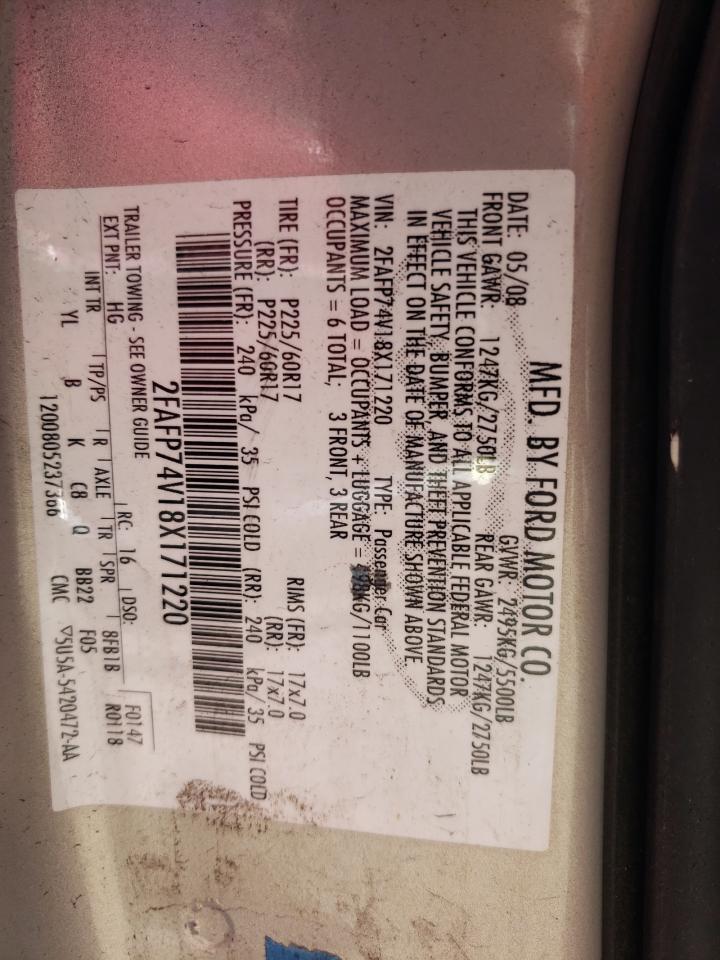 MFD. BY FORD MOTOR CO.
DATE: 05/08 GVWR: 2495KG/5500LB
FRONT GAWR: 1247KG/2750LB REAR GAWR: 1247KG/2750LB
THIS VEHICLE CONFORMS TO ALL APPLICABLE FEDERAL MOTOR
VEHICLE SAFETY, BUMPER AND THEFT PREVENTION STANDARDS
IN EFFECT ON THE DATE OF MANUFACTURE SHOWN ABOVE.
VIN: 2FAFP74V18X171220 TYPE: Passenger Car
MAXIMUM LOAD = OCCUPANTS + LUGGAGE = 498KG/1100LB
OCCUPANTS = 6 TOTAL; 3 FRONT, 3 REAR
TIRE (FR): P225/60R17 RIMS (FR): 17x7.0
(RR): P225/60R17 (RR): 17x7.0
PRESSURE (FR): 240 kPa/ 35 PSI COLD (RR): 240 kPa/ 35 PSI COLD
2FAFP74V18X171220
TRAILER TOWING - SEE OWNER GUIDE F0147
EXT PNT: HG RC: 16 DSO: R0118
INT TR TP/PS R AXLE TR SPR 8FB1B
YL B K C8 Q BB22 F05
1200805237366 CMC ▽5U5A-5420472-AA